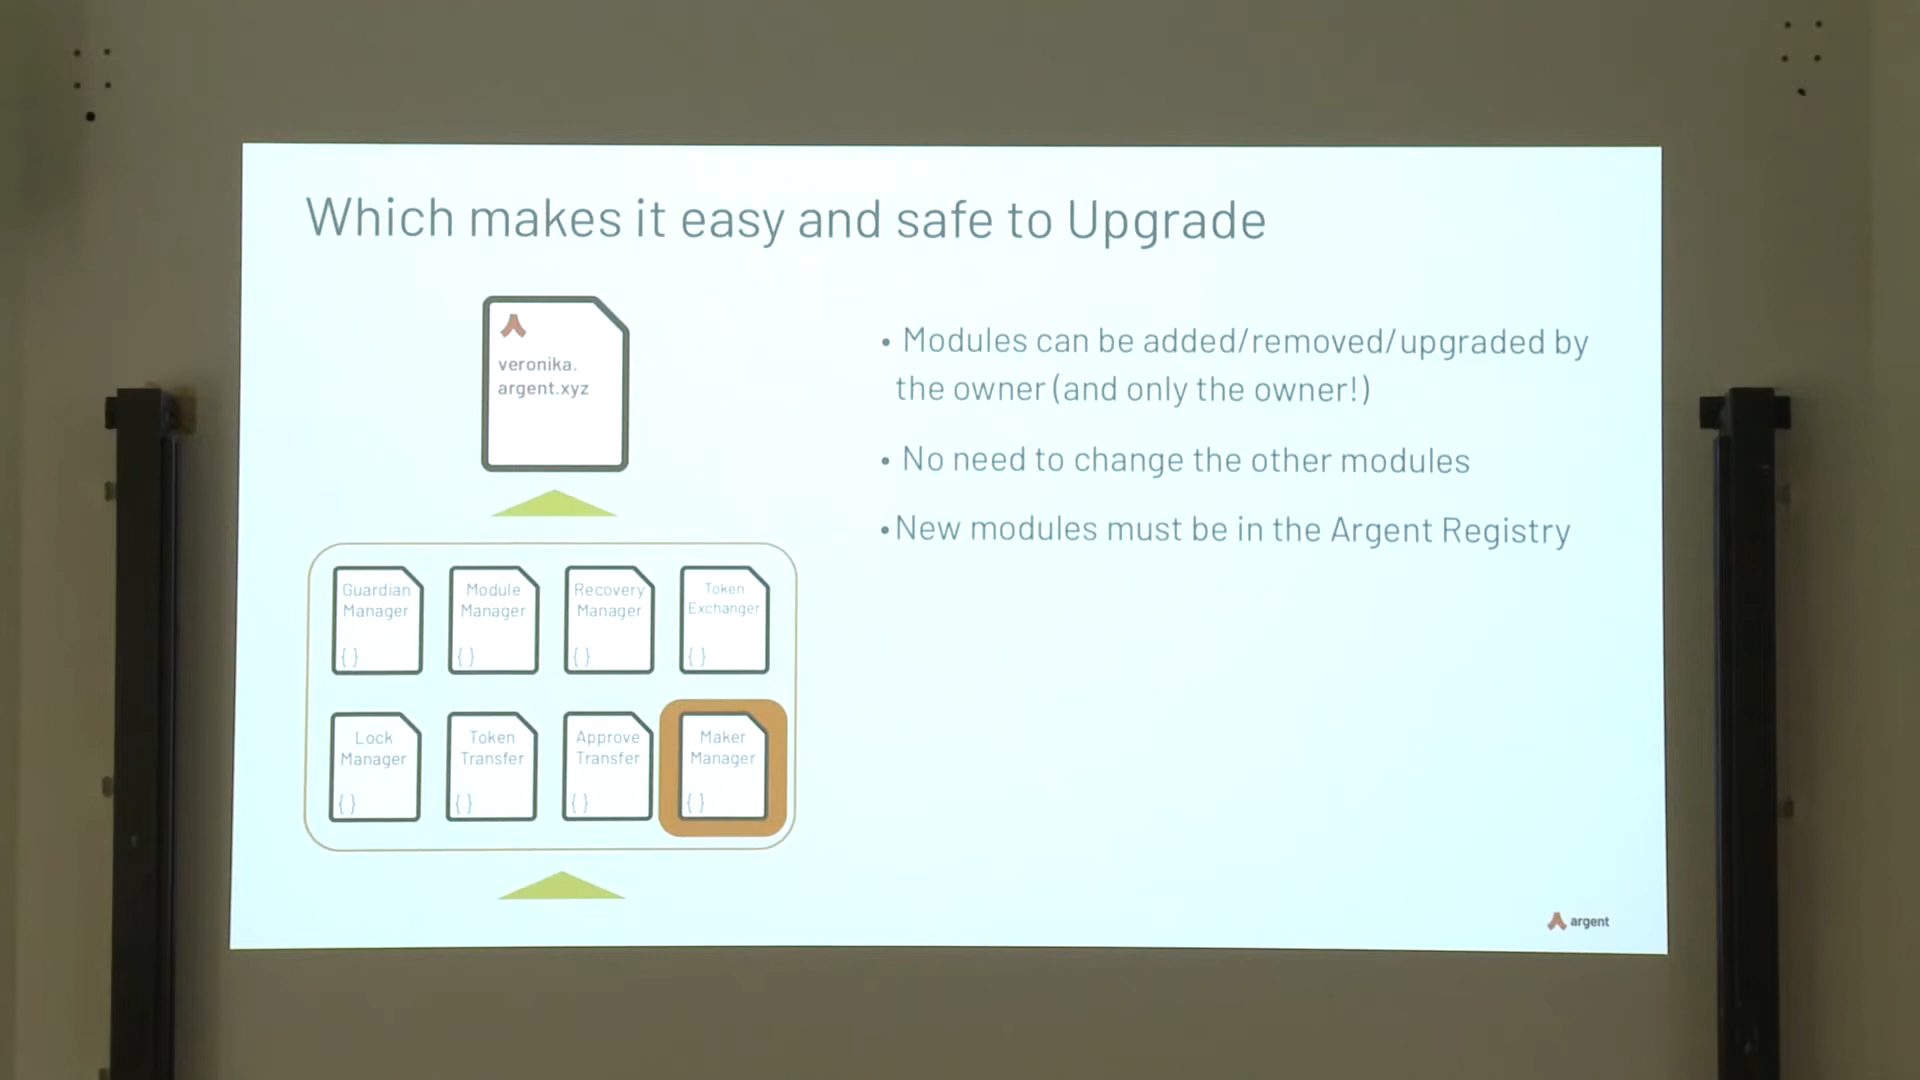 Which makes it easy and safe to Upgrade
veronika.
argent.xyz
Guardian
Manager
{ }
Module
Manager
{ }
Recovery
Manager
{ }
Token
Exchanger
{ }
Lock
Manager
{ }
Token
Transfer
{ }
Approve
Transfer
{ }
Maker
Manager
{ }
• Modules can be added/removed/upgraded by
the owner (and only the owner!)
• No need to change the other modules
• New modules must be in the Argent Registry
argent